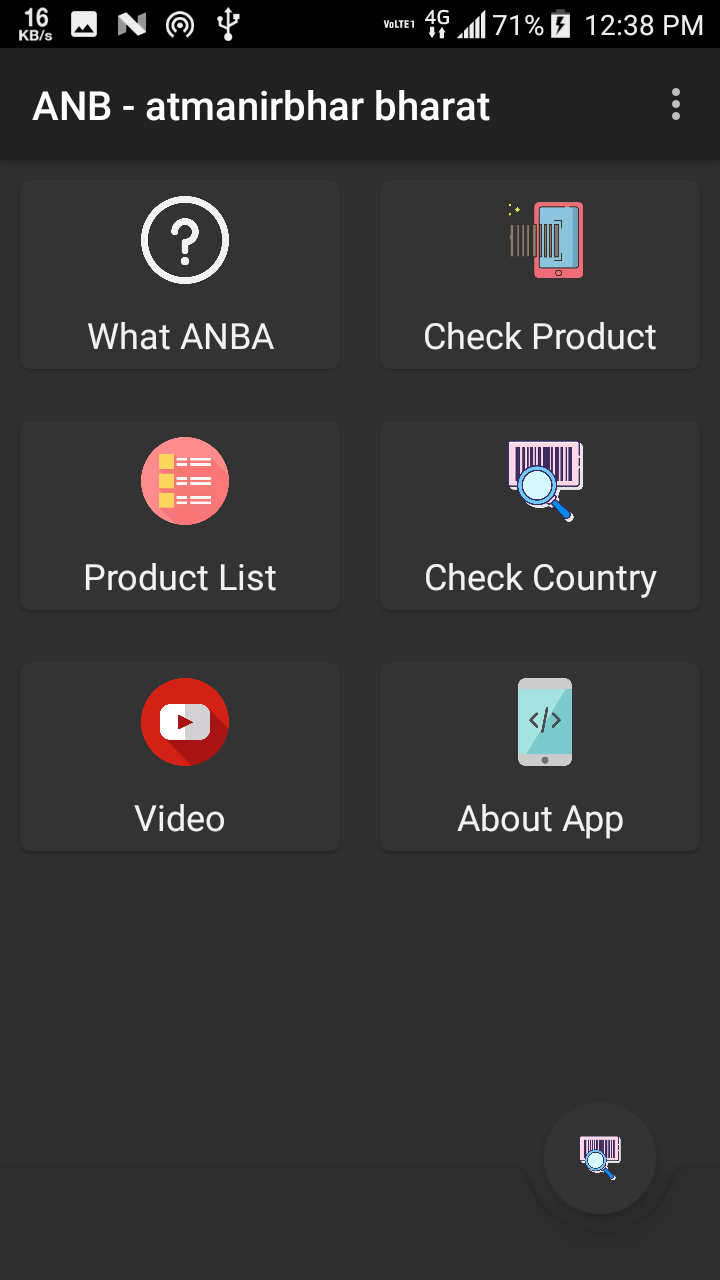 16 KB/s VoLTE1 4G 71% 12:38 PM
ANB - atmanirbhar bharat
What ANBA
Check Product
Product List
Check Country
Video
About App